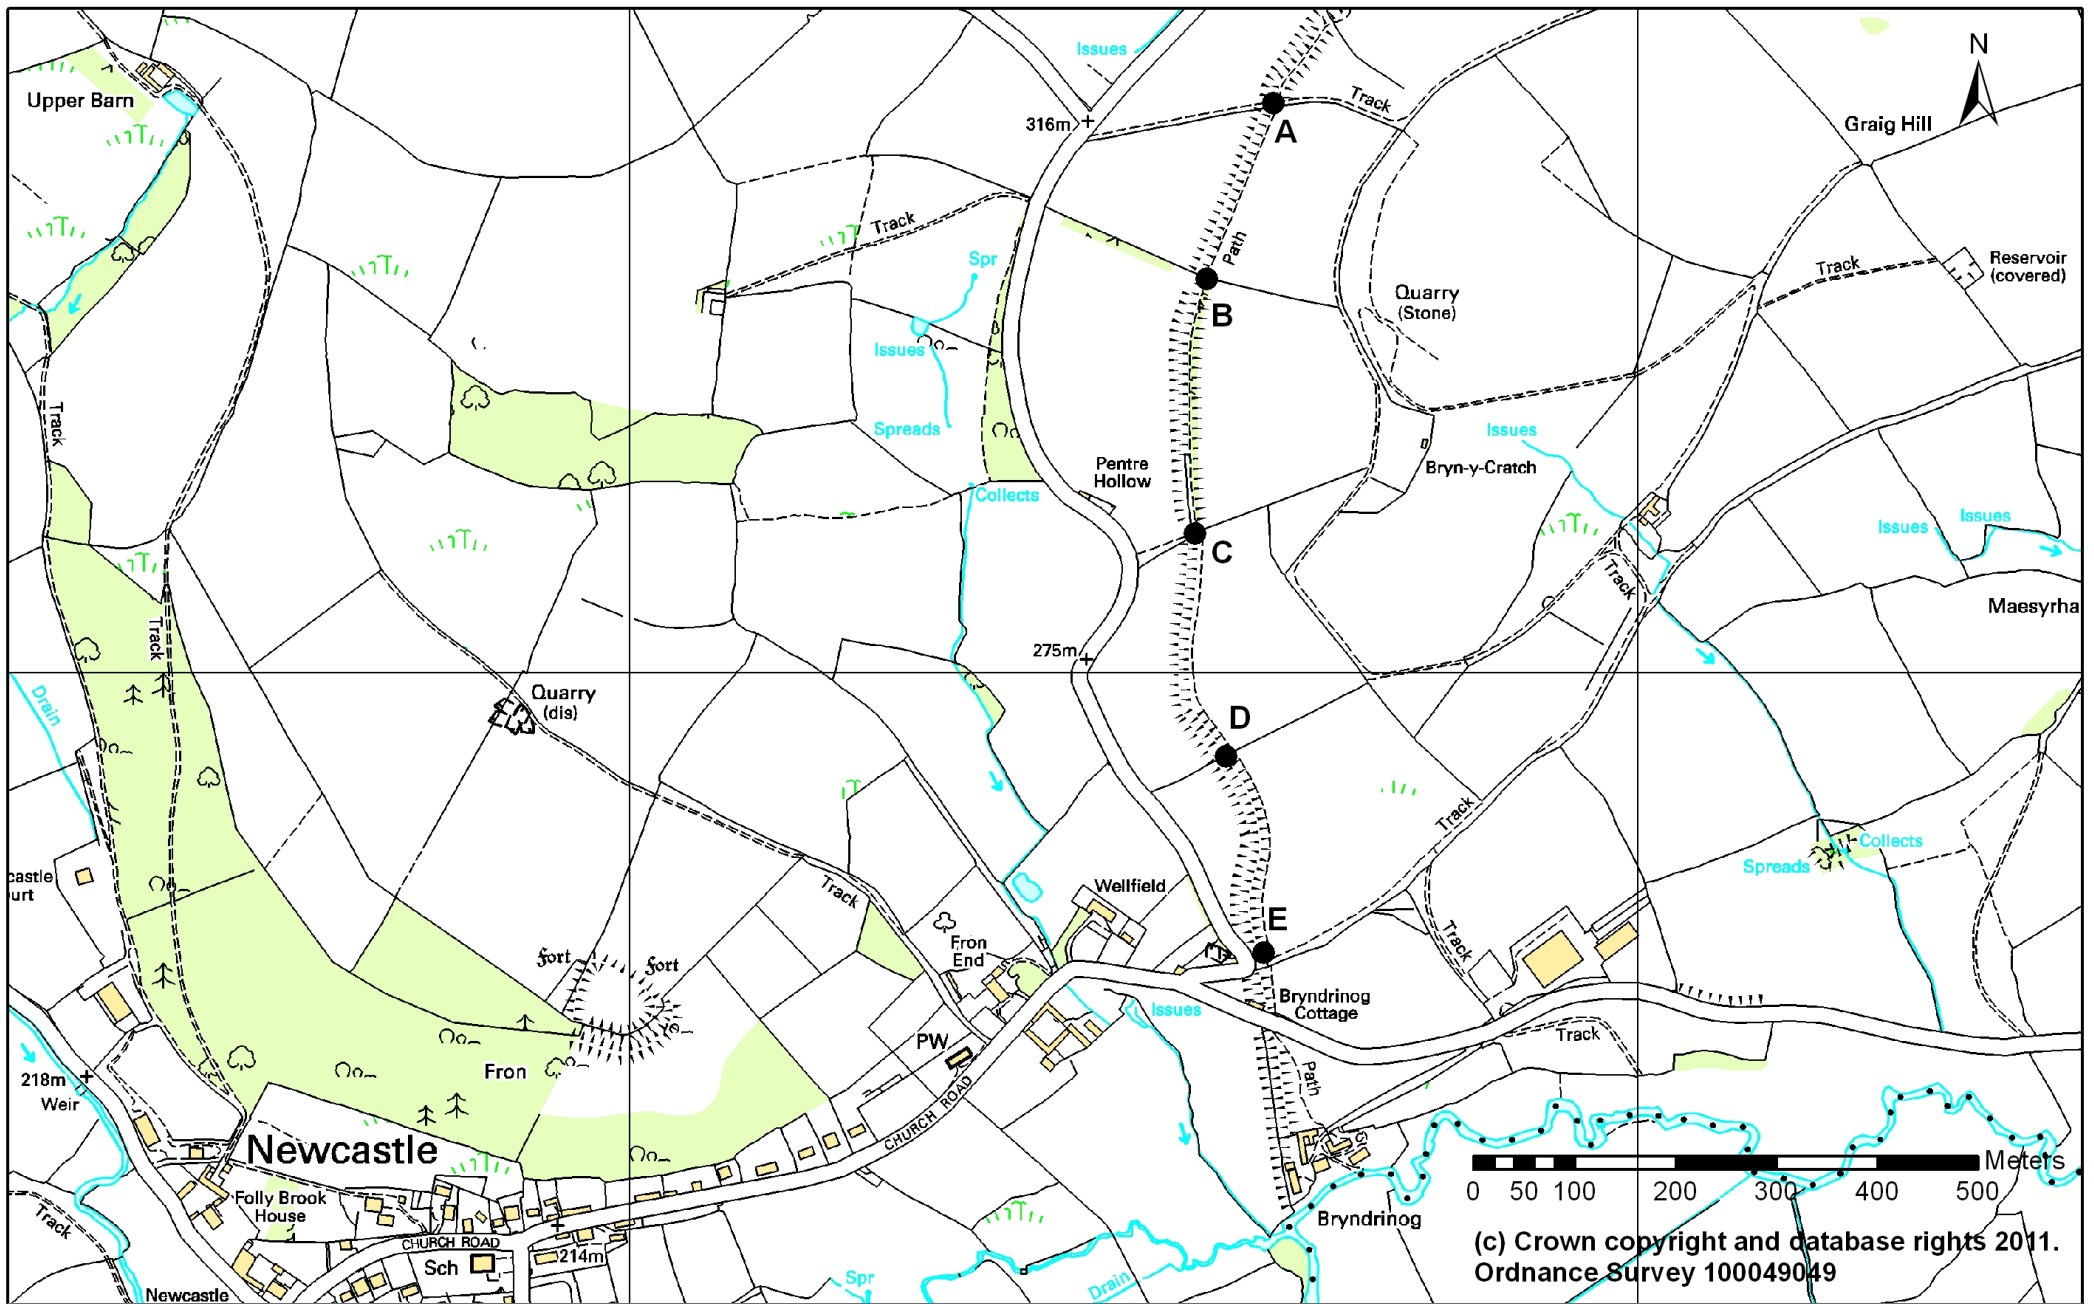 Issues
N
Upper Barn
Track
A
316m
Graig Hill
Track
Path
Spr
Track
Reservoir
(covered)
Quarry
(Stone)
B
Issues
Track
Spreads
Issues
Pentre
Hollow
Bryn-y-Cratch
Collects
Issues
Issues
C
Track
Maesyrha
Track
275m
Drain
Quarry
(dis)
D
Track
Collects
Spreads
castle
urt
Track
Wellfield
E
Fron
End
Track
fort
fort
Bryndrinog
Cottage
Issues
PW
Track
Fron
218m
Weir
Path
CHURCH ROAD
Newcastle
Meters
0 50 100 200 300 400 500
Folly Brook
House
Track
Bryndrinog
CHURCH ROAD
214m
Sch
(c) Crown copyright and database rights 2011.
Ordnance Survey 100049049
Spr
Drain
Newcastle